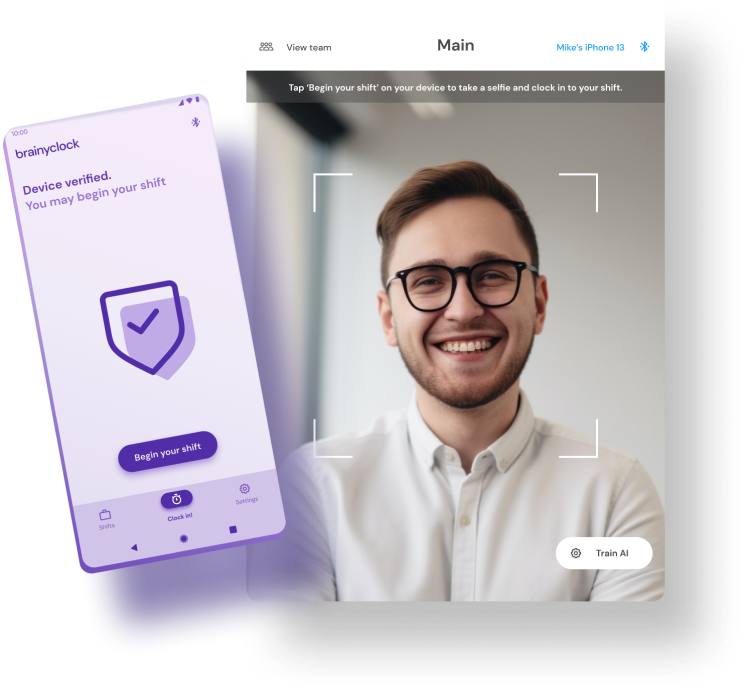 View team
Main
Mike's iPhone 13
Tap 'Begin your shift' on your device to take a selfie and clock in to your shift.
10:00
brainyclock
Device verified.
You may begin your shift
Begin your shift
Shifts
Clock in!
Settings
Train AI